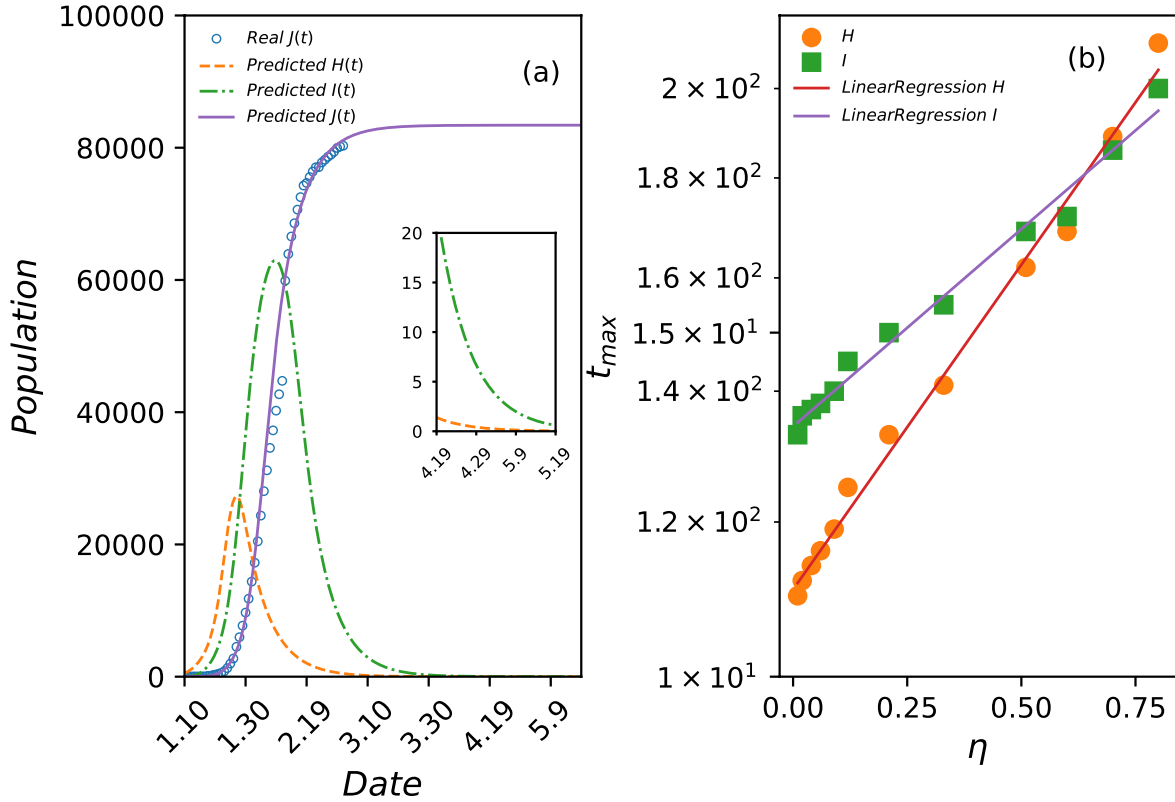 100000
80000
60000
40000
20000
0
Population
Real J(t)
Predicted H(t)
Predicted I(t)
Predicted J(t)
(a)
20
15
10
5
0
4.19
4.29
5.9
5.19
1.10
1.30
2.19
3.10
3.30
4.19
5.9
Date
H
I
LinearRegression H
LinearRegression I
(b)
2 × 10²
1.8 × 10²
1.6 × 10²
1.5 × 10¹
1.4 × 10²
1.2 × 10²
1 × 10¹
t_max
0.00
0.25
0.50
0.75
η